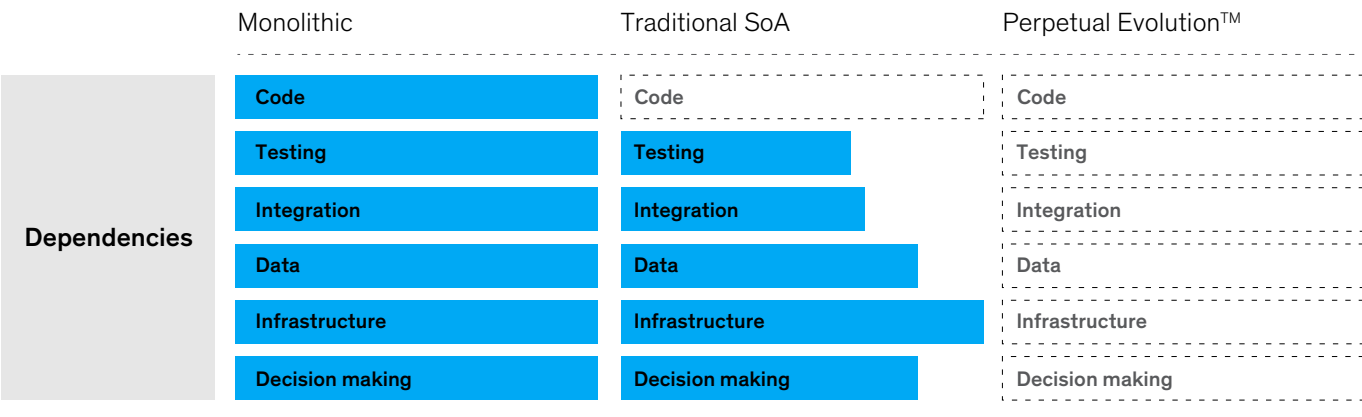 Monolithic Traditional SoA Perpetual Evolution™
Code Code Code
Testing Testing Testing
Integration Integration Integration
Dependencies
Data Data Data
Infrastructure Infrastructure Infrastructure
Decision making Decision making Decision making